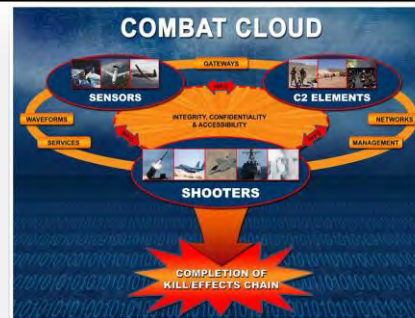 COMBAT CLOUD
GATEWAYS
SENSORS
C2 ELEMENTS
WAVEFORMS
INTEGRITY, CONFIDENTIALITY
& ACCESSIBILITY
NETWORKS
SERVICES
MANAGEMENT
SHOOTERS
COMPLETION OF
KILL/EFFECTS CHAIN